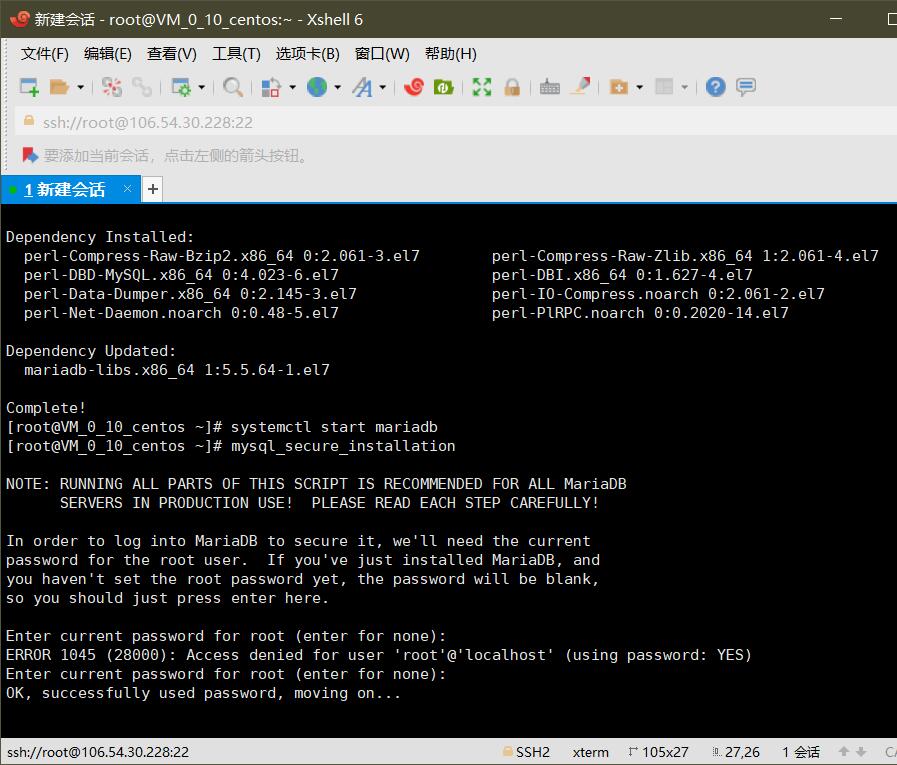 新建会话 - root@VM_0_10_centos:~ - Xshell 6
文件(F) 编辑(E) 查看(V) 工具(T) 选项卡(B) 窗口(W) 帮助(H)
ssh://root@106.54.30.228:22
要添加当前会话，点击左侧的箭头按钮。
1 新建会话 × +
Dependency Installed:
perl-Compress-Raw-Bzip2.x86_64 0:2.061-3.el7 perl-Compress-Raw-Zlib.x86_64 1:2.061-4.el7
perl-DBD-MySQL.x86_64 0:4.023-6.el7 perl-DBI.x86_64 0:1.627-4.el7
perl-Data-Dumper.x86_64 0:2.145-3.el7 perl-IO-Compress.noarch 0:2.061-2.el7
perl-Net-Daemon.noarch 0:0.48-5.el7 perl-PlRPC.noarch 0:0.2020-14.el7
Dependency Updated:
mariadb-libs.x86_64 1:5.5.64-1.el7
Complete!
[root@VM_0_10_centos ~]# systemctl start mariadb
[root@VM_0_10_centos ~]# mysql_secure_installation
NOTE: RUNNING ALL PARTS OF THIS SCRIPT IS RECOMMENDED FOR ALL MariaDB
SERVERS IN PRODUCTION USE!  PLEASE READ EACH STEP CAREFULLY!
In order to log into MariaDB to secure it, we'll need the current
password for the root user.  If you've just installed MariaDB, and
you haven't set the root password yet, the password will be blank,
so you should just press enter here.
Enter current password for root (enter for none):
ERROR 1045 (28000): Access denied for user 'root'@'localhost' (using password: YES)
Enter current password for root (enter for none):
OK, successfully used password, moving on...
ssh://root@106.54.30.228:22 SSH2 xterm 105x27 27,26 1 会话